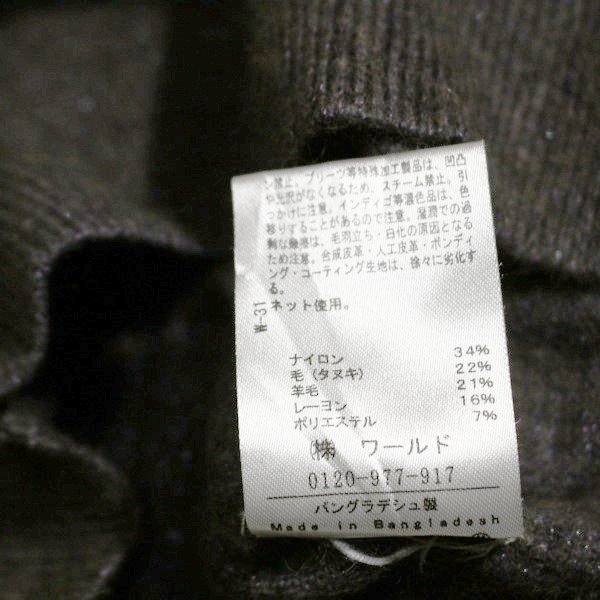 ン禁止。プリーツ等特殊加工製品は、凹凸
や光沢がなくなるため、スチーム禁止。引
っかけに注意。インディゴ等濃色品は、色
移りすることがあるので注意。湿潤での過
剰な摩擦は、毛羽立ち・白化の原因となる
ため注意。合成皮革・人工皮革・ボンディ
ング・コーティング生地は、徐々に劣化す
る。
W-31
ネット使用。
ナイロン 34%
毛(タヌキ) 22%
羊毛 21%
レーヨン 16%
ポリエステル 7%
(株) ワールド
0120-977-917
バングラデシュ製
Made in Bangladesh